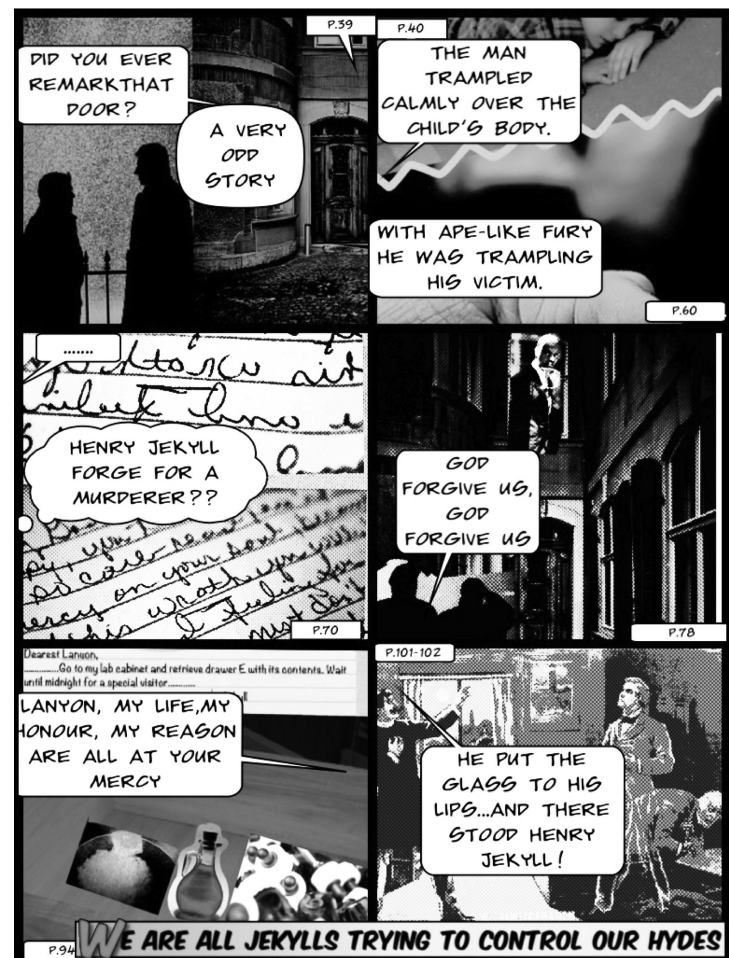 P.39
DID YOU EVER
REMARKTHAT
DOOR?
A VERY
ODD
STORY
P.40
THE MAN
TRAMPLED
CALMLY OVER THE
CHILD'S BODY.
WITH APE-LIKE FURY
HE WAS TRAMPLING
HIS VICTIM.
P.60
.......
HENRY JEKYLL
FORGE FOR A
MURDERER??
P.70
GOD
FORGIVE US,
GOD
FORGIVE US
P.78
Dearest Lanyon,
.............Go to my lab cabinet and retrieve drawer E with its contents. Wait
until midnight for a special visitor............
LANYON, MY LIFE,MY
HONOUR, MY REASON
ARE ALL AT YOUR
MERCY
P.94
P.101-102
HE PUT THE
GLASS TO HIS
LIPS...AND THERE
STOOD HENRY
JEKYLL!
WE ARE ALL JEKYLLS TRYING TO CONTROL OUR HYDES